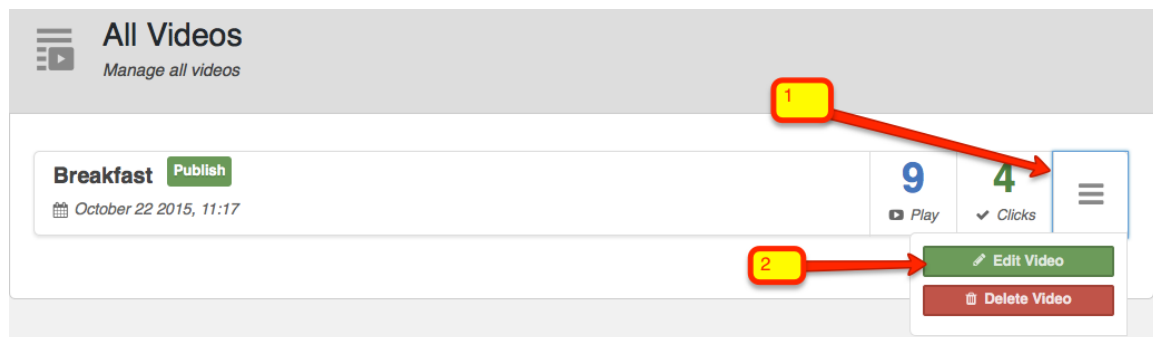 All Videos
Manage all videos
1
Breakfast Publish
October 22 2015, 11:17
9
Play
4
Clicks
2
Edit Video
Delete Video